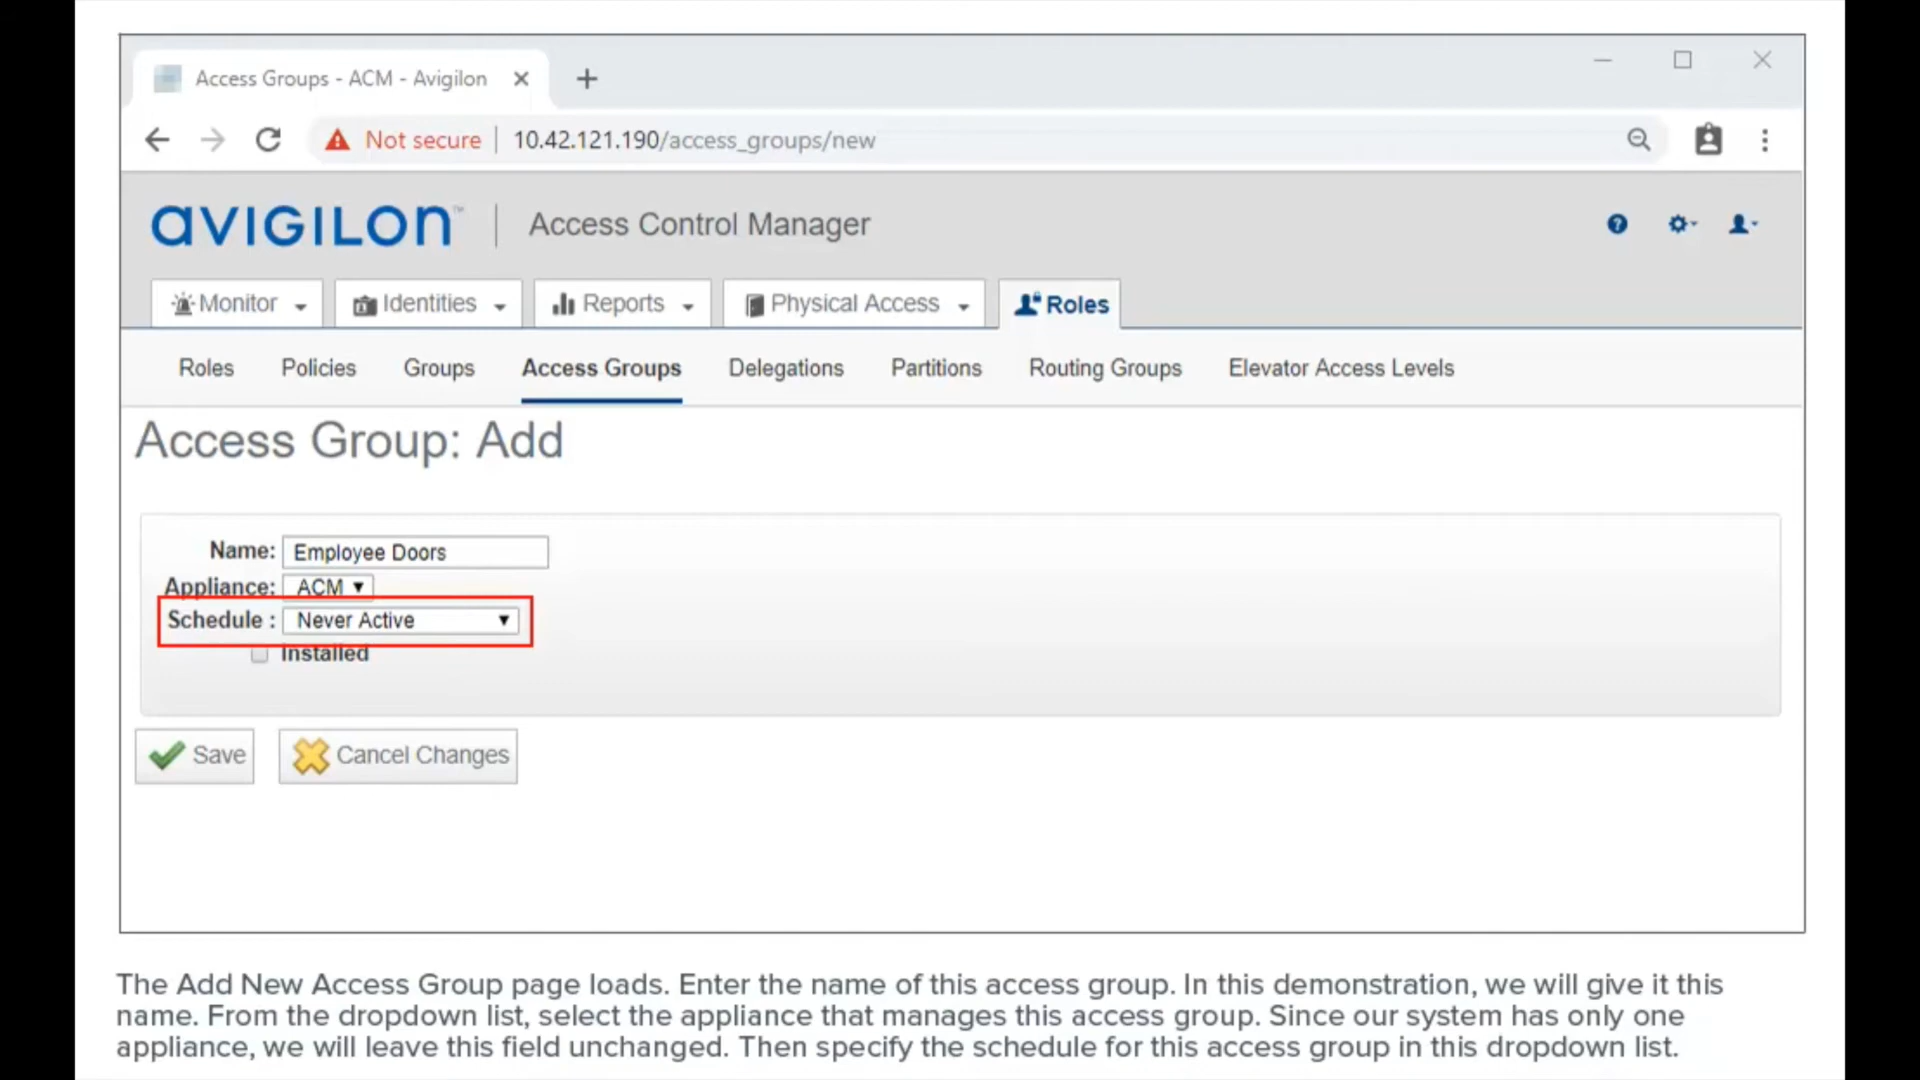 Access Groups - ACM - Avigilon
Not secure
10.42.121.190/access_groups/new
avigilon™
Access Control Manager
Monitor
Identities
Reports
Physical Access
Roles
Roles
Policies
Groups
Access Groups
Delegations
Partitions
Routing Groups
Elevator Access Levels
Access Group: Add
Name: Employee Doors
Appliance: ACM
Schedule : Never Active
Installed
Save
Cancel Changes
The Add New Access Group page loads. Enter the name of this access group. In this demonstration, we will give it this
name. From the dropdown list, select the appliance that manages this access group. Since our system has only one
appliance, we will leave this field unchanged. Then specify the schedule for this access group in this dropdown list.